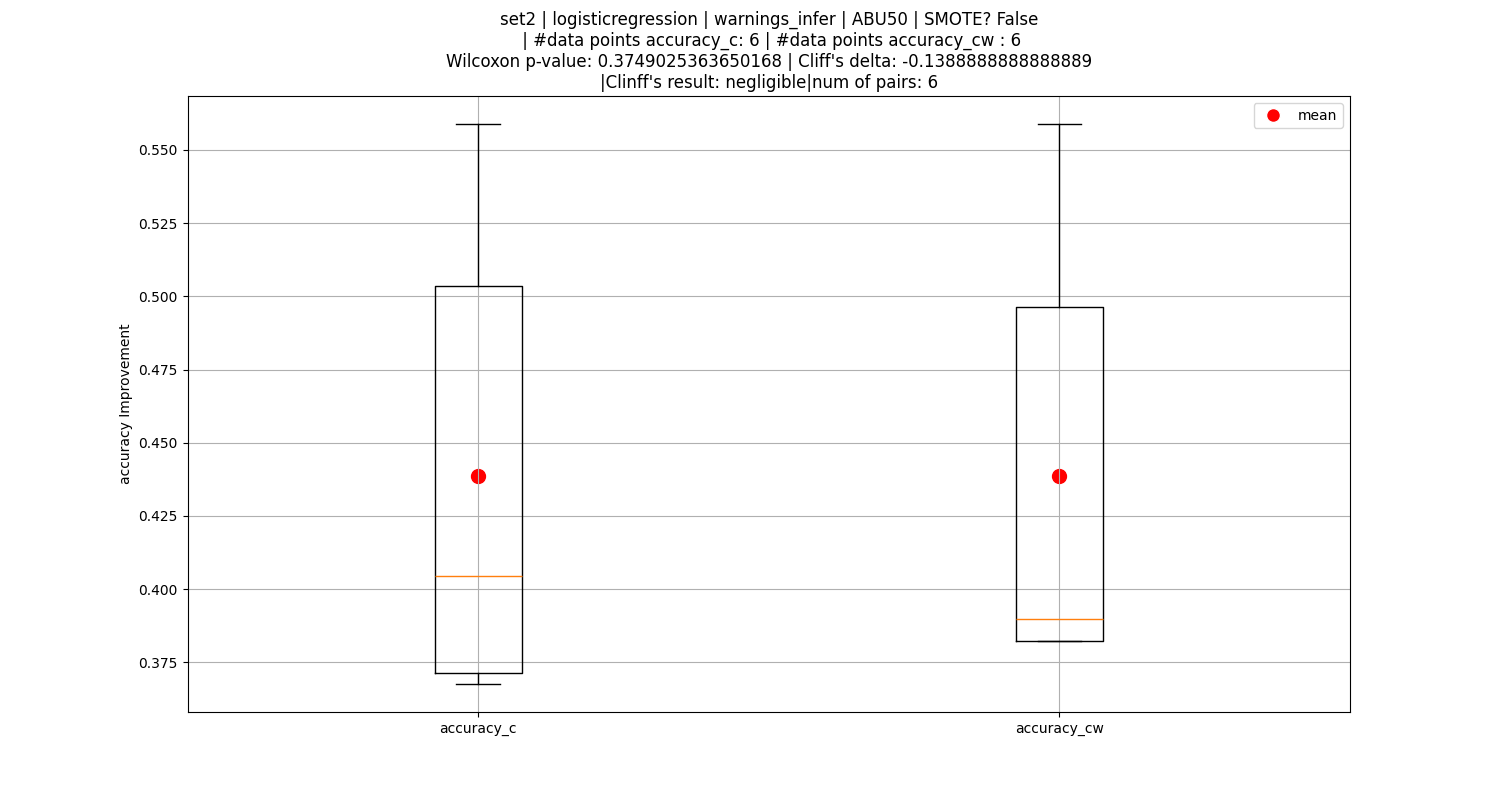 set2 | logisticregression | warnings_infer | ABU50 | SMOTE? False
| #data points accuracy_c: 6 | #data points accuracy_cw : 6
Wilcoxon p-value: 0.3749025363650168 | Cliff's delta: -0.1388888888888889
|Clinff's result: negligible|num of pairs: 6
mean
0.550
0.525
0.500
0.475
0.450
0.425
0.400
0.375
accuracy Improvement
accuracy_c
accuracy_cw